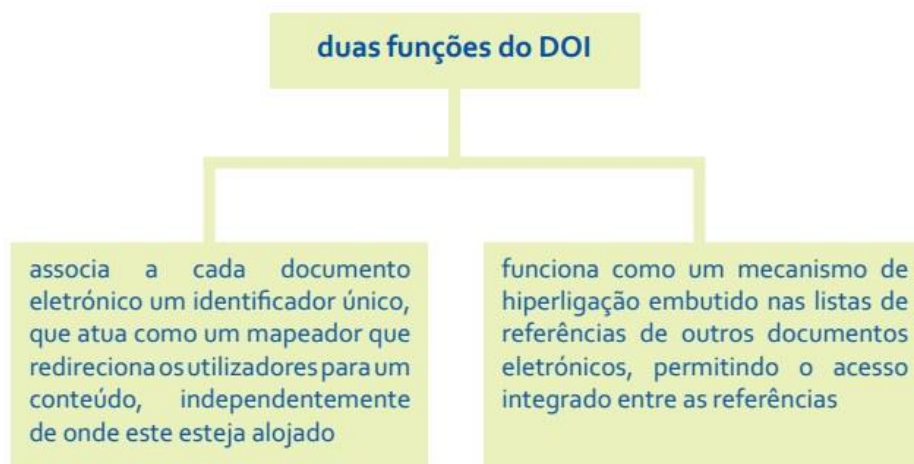 duas funções do DOI
associa a cada documento
eletrónico um identificador único,
que atua como um mapeador que
redireciona os utilizadores para um
conteúdo, independentemente
de onde este esteja alojado
funciona como um mecanismo de
hiperligação embutido nas listas de
referências de outros documentos
eletrónicos, permitindo o acesso
integrado entre as referências